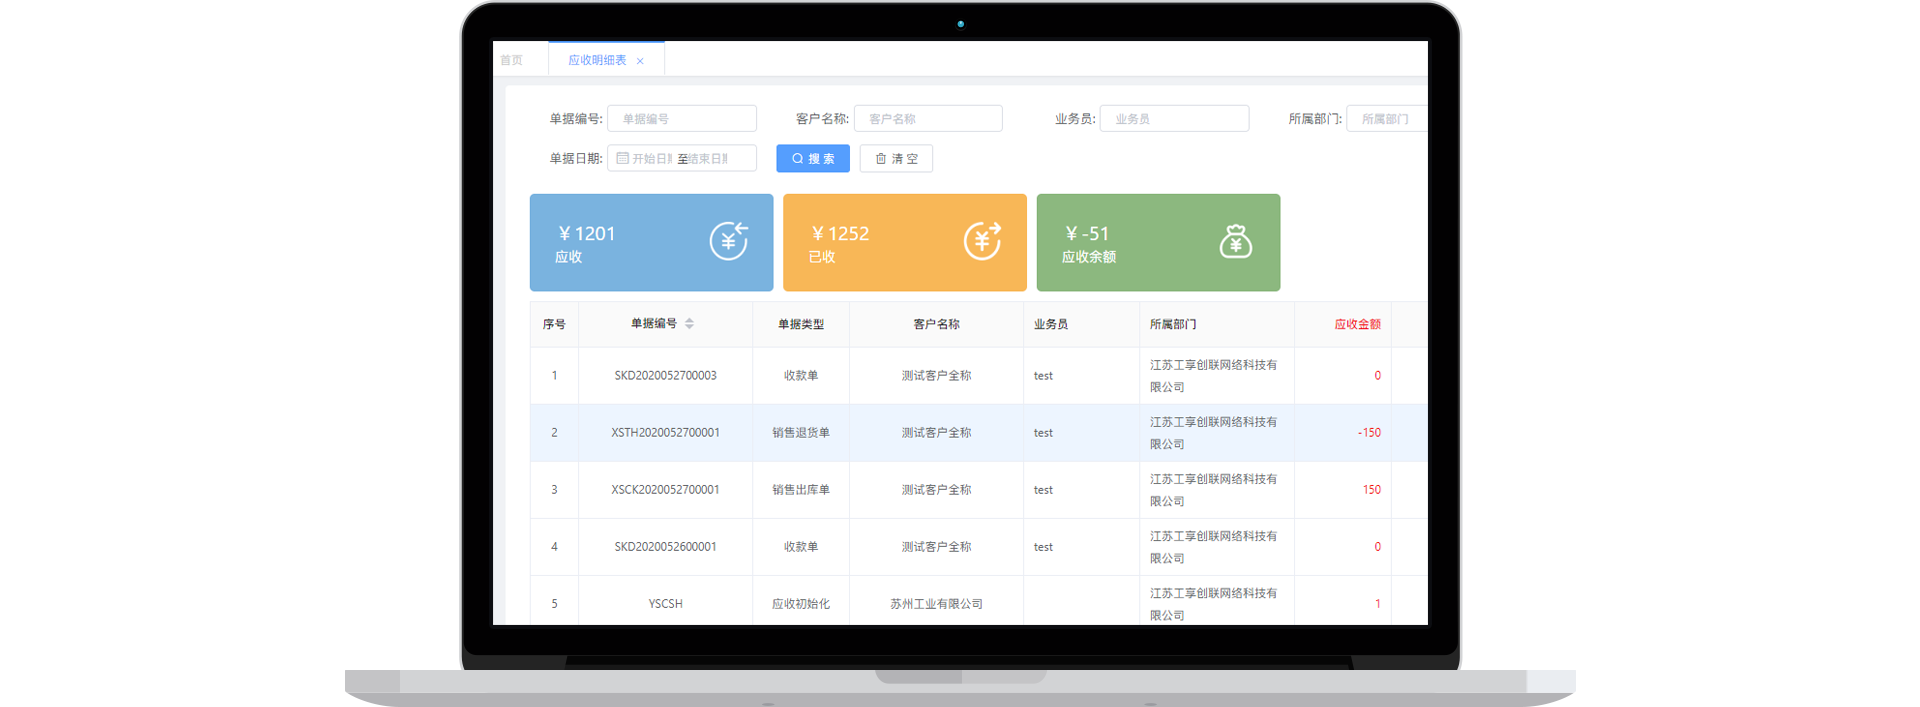 首页 应收明细表 ×
单据编号: 单据编号 客户名称: 客户名称 业务员: 业务员 所属部门: 所属部门
单据日期: 开始日期 至 结束日期 搜 索 清 空
￥1201 ￥1252 ￥-51
应收 已收 应收余额
序号 单据编号 单据类型 客户名称 业务员 所属部门 应收金额
1 SKD2020052700003 收款单 测试客户全称 test 江苏工享创联网络科技有 0
限公司
2 XSTH2020052700001 销售退货单 测试客户全称 test 江苏工享创联网络科技有 -150
限公司
3 XSCK2020052700001 销售出库单 测试客户全称 test 江苏工享创联网络科技有 150
限公司
4 SKD2020052600001 收款单 测试客户全称 test 江苏工享创联网络科技有 0
限公司
5 YSCSH 应收初始化 苏州工业有限公司 江苏工享创联网络科技有 1
限公司